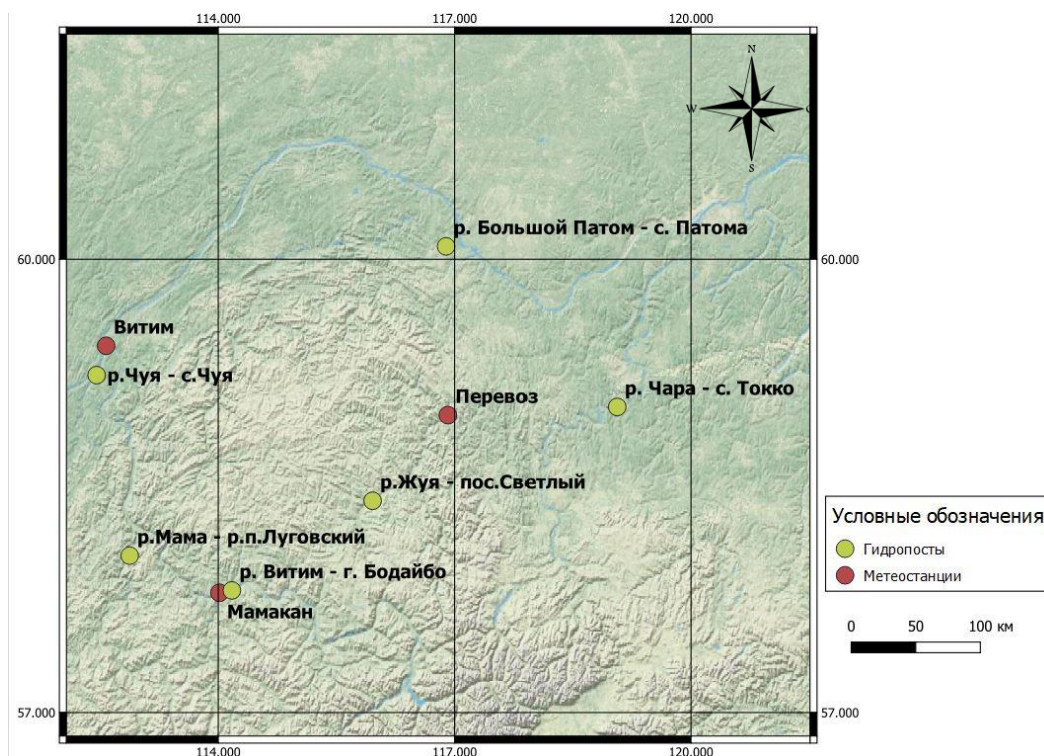 114.000 117.000 120.000
N
W
S
р. Большой Патом - с. Патома
60.000 60.000
Витим
р.Чуя - с.Чуя
Перевоз
р. Чара - с. Токко
р.Жуя - пос.Светлый
р.Мама - р.п.Луговский
р. Витим - г. Бодайбо
Мамакан
Условные обозначения
Гидропосты
Метеостанции
0 50 100 км
57.000 57.000
114.000 117.000 120.000